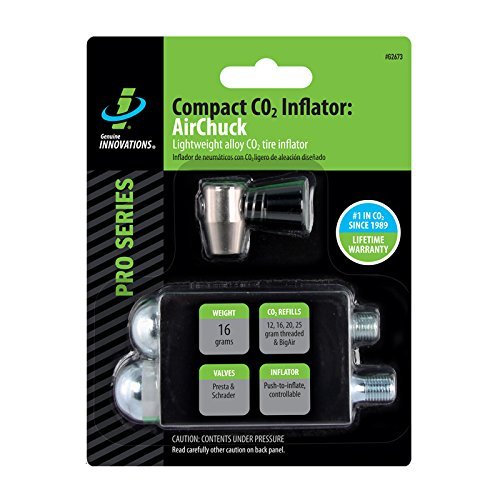 #G2673
Genuine
INNOVATIONS®
Compact CO₂ Inflator:
AirChuck
Lightweight alloy CO₂ tire inflator
Inflador de neumáticos con CO₂ligero de aleación diseñado
PRO SERIES
#1 IN CO₂
SINCE 1989
LIFETIME
WARRANTY
WEIGHT
16
grams
CO₂ REFILLS
12, 16, 20, 25
gram threaded
& BigAir
VALVES
Presta &
Schrader
INFLATOR
Push-to-inflate,
controllable
CAUTION: CONTENTS UNDER PRESSURE
Read carefully other caution on back panel.